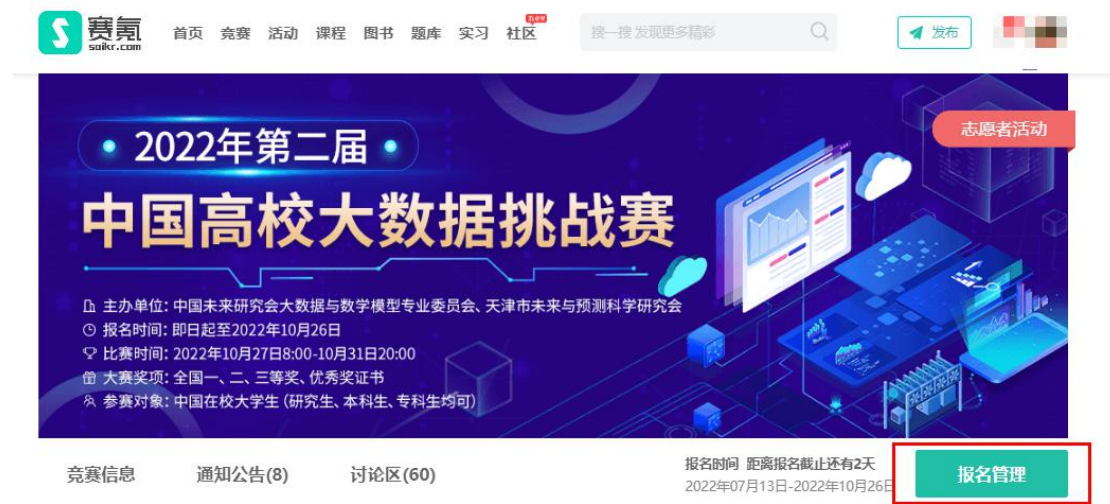 赛氪
saikr.com
首页 竞赛 活动 课程 图书 题库 实习 社区 new
搜一搜 发现更多精彩
发布
志愿者活动
2022年第二届
中国高校大数据挑战赛
主办单位: 中国未来研究会大数据与数学模型专业委员会、天津市未来与预测科学研究会
报名时间: 即日起至2022年10月26日
比赛时间: 2022年10月27日8:00-10月31日20:00
大赛奖项: 全国一、二、三等奖、优秀奖证书
参赛对象: 中国在校大学生 (研究生、本科生、专科生均可)
竞赛信息 通知公告(8) 讨论区(60)
报名时间 距离报名截止还有2天
2022年07月13日-2022年10月26日
报名管理